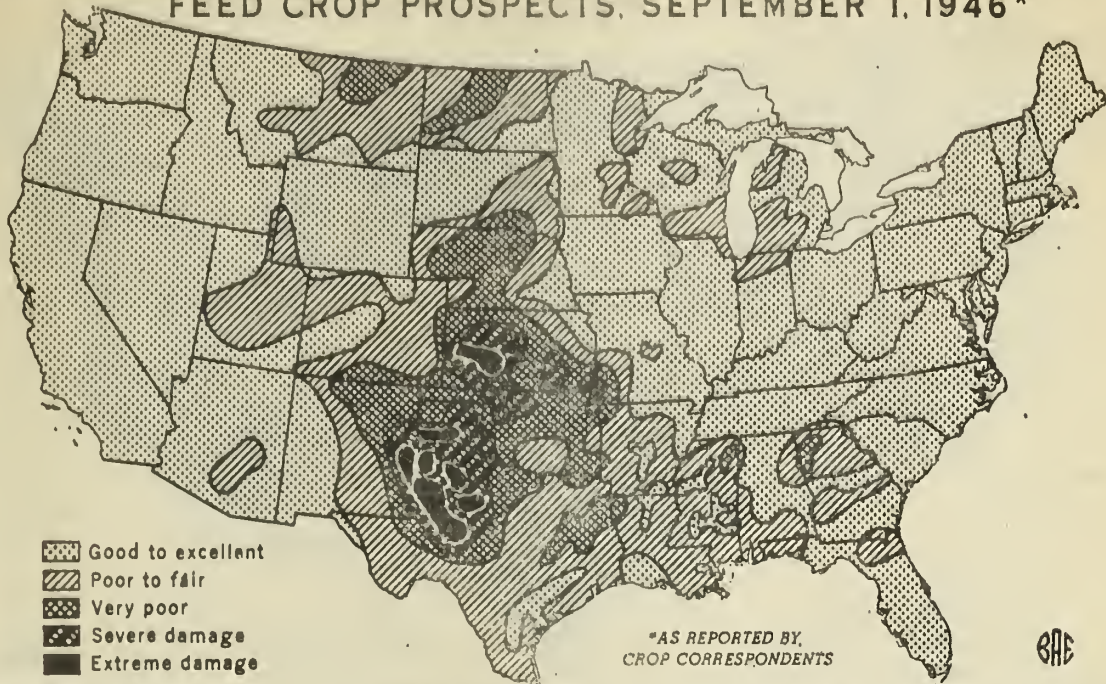 FEED CROP PROSPECTS, SEPTEMBER 1, 1946*
Good to excellent
Poor to fair
Very poor
Severe damage
Extreme damage
*AS REPORTED BY,
CROP CORRESPONDENTS
BAE